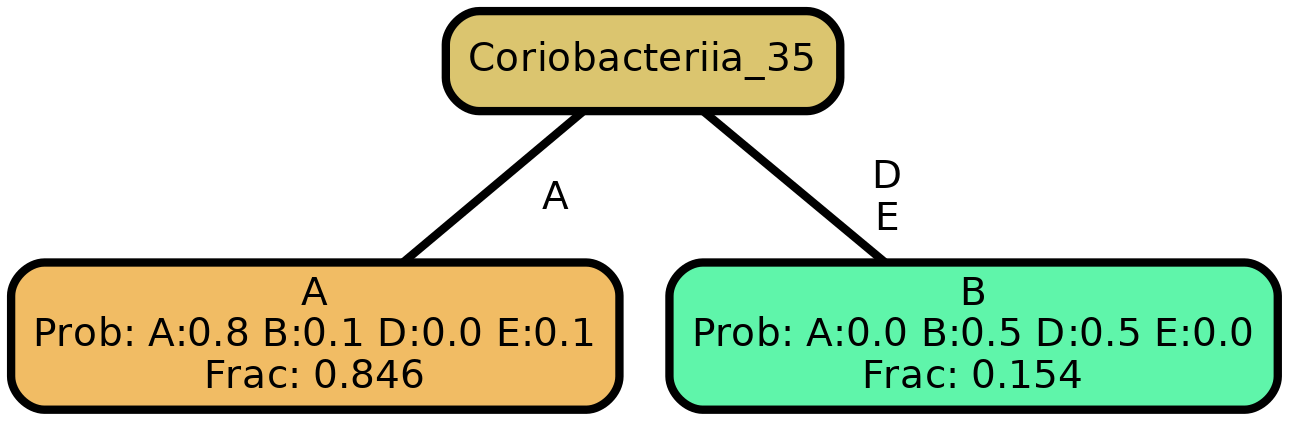 Coriobacteriia_35
A
D
E
A
Prob: A:0.8 B:0.1 D:0.0 E:0.1
Frac: 0.846
B
Prob: A:0.0 B:0.5 D:0.5 E:0.0
Frac: 0.154